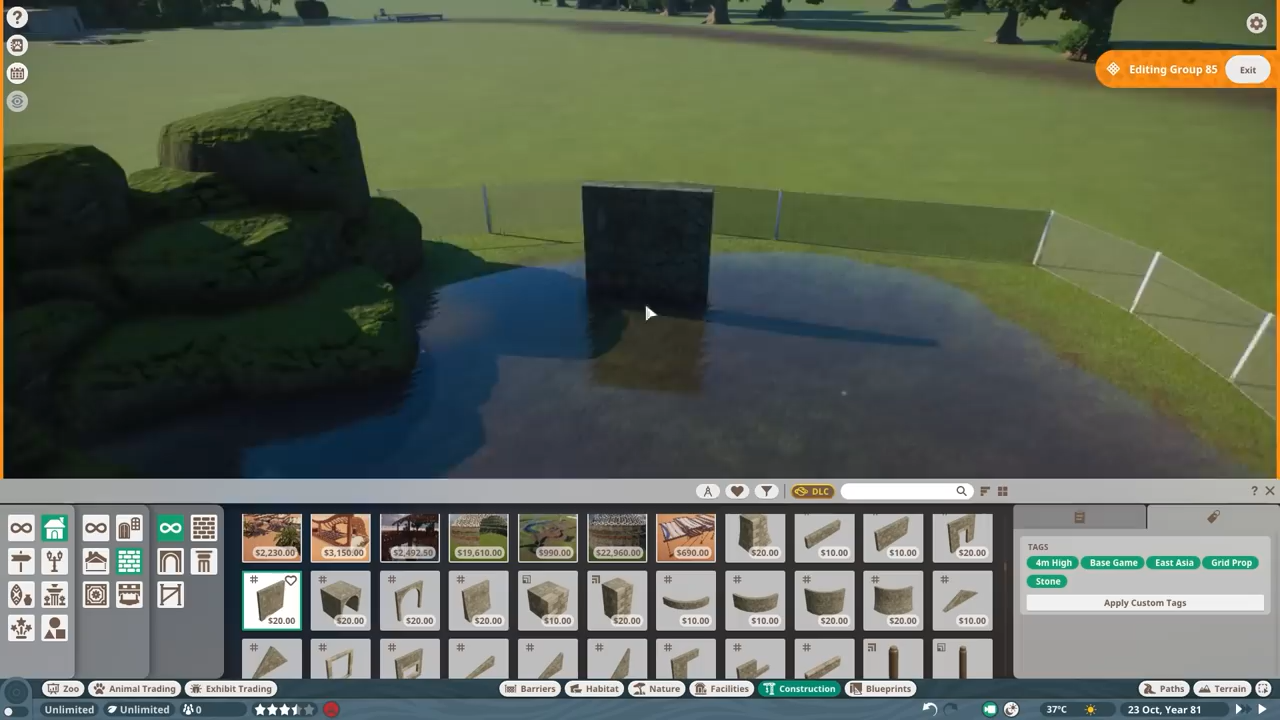 ?
Editing Group 85 Exit
DLC
? ×
$2,230.00 $3,150.00 $2,492.50 $19,610.00 $990.00 $22,960.00 $690.00 $20.00 $10.00 $10.00 $20.00
$20.00 $20.00 $20.00 $20.00 $10.00 $20.00 $10.00 $10.00 $20.00 $20.00 $10.00
TAGS
4m High Base Game East Asia Grid Prop
Stone
Apply Custom Tags
Zoo Animal Trading Exhibit Trading Barriers Habitat Nature Facilities Construction Blueprints Paths Terrain
Unlimited Unlimited 0 37°C 23 Oct, Year 81